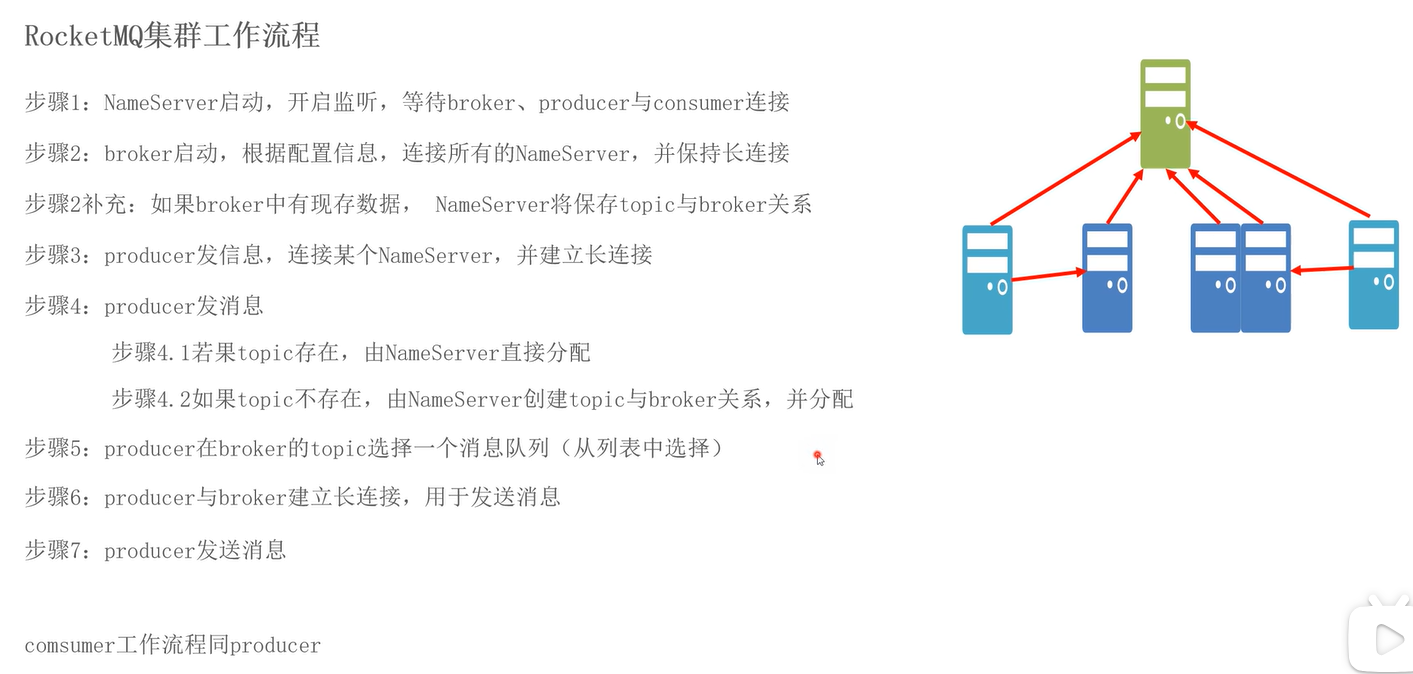 RocketMQ集群工作流程
步骤1：NameServer启动，开启监听，等待broker、producer与consumer连接
步骤2：broker启动，根据配置信息，连接所有的NameServer，并保持长连接
步骤2补充：如果broker中有现存数据， NameServer将保存topic与broker关系
步骤3：producer发信息，连接某个NameServer，并建立长连接
步骤4：producer发消息
步骤4.1若果topic存在，由NameServer直接分配
步骤4.2如果topic不存在，由NameServer创建topic与broker关系，并分配
步骤5：producer在broker的topic选择一个消息队列（从列表中选择）
步骤6：producer与broker建立长连接，用于发送消息
步骤7：producer发送消息
comsumer工作流程同producer